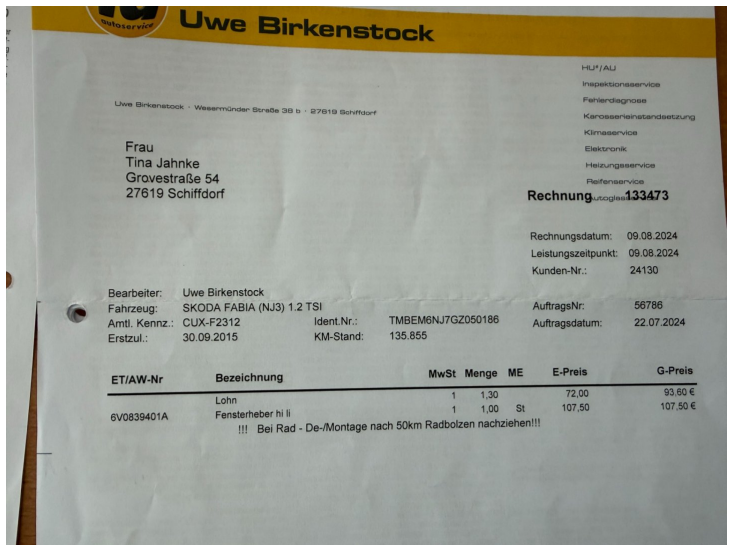 autoservice
Uwe Birkenstock
HU*/AU
Inspektionsservice
Fehlerdiagnose
Karosserieinstandsetzung
Klimaservice
Elektronik
Heizungsservice
Reifenservice
Uwe Birkenstock · Wesermünder Straße 38 b · 27619 Schiffdorf
Frau
Tina Jahnke
Grovestraße 54
27619 Schiffdorf
Rechnung 133473
Rechnungsdatum: 09.08.2024
Leistungszeitpunkt: 09.08.2024
Kunden-Nr.: 24130
Bearbeiter: Uwe Birkenstock
Fahrzeug: SKODA FABIA (NJ3) 1.2 TSI AuftragsNr: 56786
Amtl. Kennz.: CUX-F2312 Ident.Nr.: TMBEM6NJ7GZ050186 Auftragsdatum: 22.07.2024
Erstzul.: 30.09.2015 KM-Stand: 135.855
ET/AW-Nr Bezeichnung MwSt Menge ME E-Preis G-Preis
Lohn 1 1,30 72,00 93,60 €
6V0839401A Fensterheber hi li 1 1,00 St 107,50 107,50 €
!!! Bei Rad - De-/Montage nach 50km Radbolzen nachziehen!!!